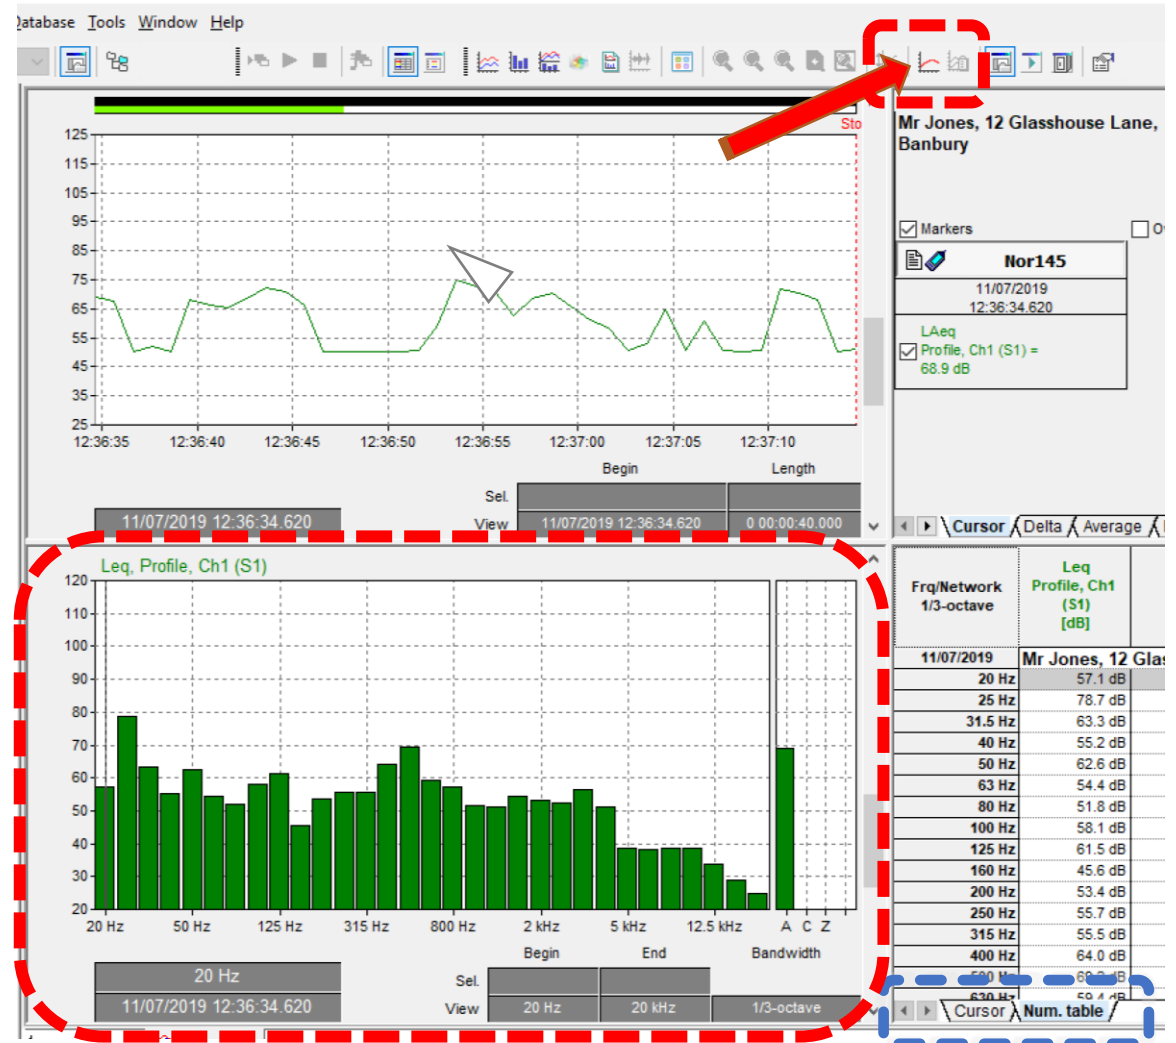 Database Tools Window Help
Sto
125
115
105
95
85
75
65
55
45
35
25
12:36:35 12:36:40 12:36:45 12:36:50 12:36:55 12:37:00 12:37:05 12:37:10
Begin Length
Sel.
11/07/2019 12:36:34.620 View 11/07/2019 12:36:34.620 0 00:00:40.000
Mr Jones, 12 Glasshouse Lane,
Banbury
Markers
Nor145
11/07/2019
12:36:34.620
LAeq
Profile, Ch1 (S1) =
68.9 dB
Cursor Delta Average
Leq, Profile, Ch1 (S1)
120
110
100
90
80
70
60
50
40
30
20
20 Hz 50 Hz 125 Hz 315 Hz 800 Hz 2 kHz 5 kHz 12.5 kHz A C Z
Begin End Bandwidth
20 Hz Sel.
11/07/2019 12:36:34.620 View 20 Hz 20 kHz 1/3-octave
Frq/Network
1/3-octave
Leq
Profile, Ch1
(S1)
[dB]
11/07/2019 Mr Jones, 12 Glas
20 Hz 57.1 dB
25 Hz 78.7 dB
31.5 Hz 63.3 dB
40 Hz 55.2 dB
50 Hz 62.6 dB
63 Hz 54.4 dB
80 Hz 51.8 dB
100 Hz 58.1 dB
125 Hz 61.5 dB
160 Hz 45.6 dB
200 Hz 53.4 dB
250 Hz 55.7 dB
315 Hz 55.5 dB
400 Hz 64.0 dB
630 Hz 59.4 dB
Cursor Num. table